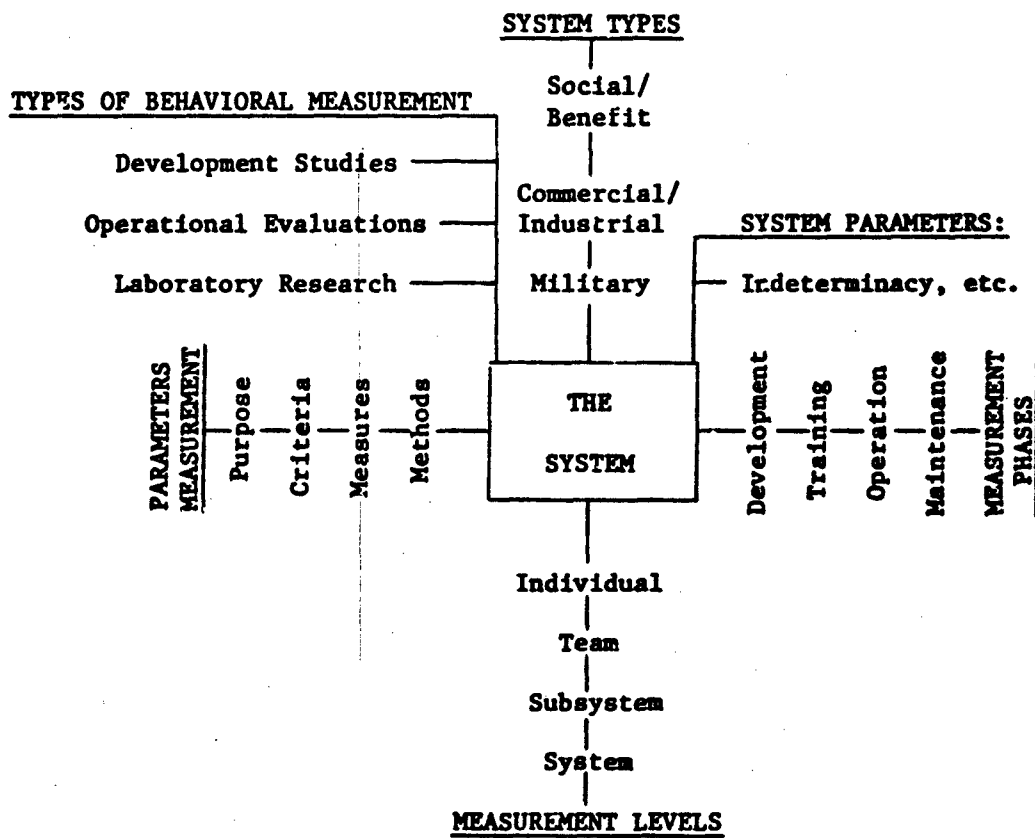 SYSTEM TYPES
Social/
Benefit
Commercial/
Industrial
Military
TYPES OF BEHAVIORAL MEASUREMENT
Development Studies
Operational Evaluations
Laboratory Research
SYSTEM PARAMETERS:
Indeterminacy, etc.
PARAMETERS
MEASUREMENT
Purpose
Criteria
Measures
Methods
THE
SYSTEM
Development
Training
Operation
Maintenance
MEASUREMENT
PHASES
Individual
Team
Subsystem
System
MEASUREMENT LEVELS